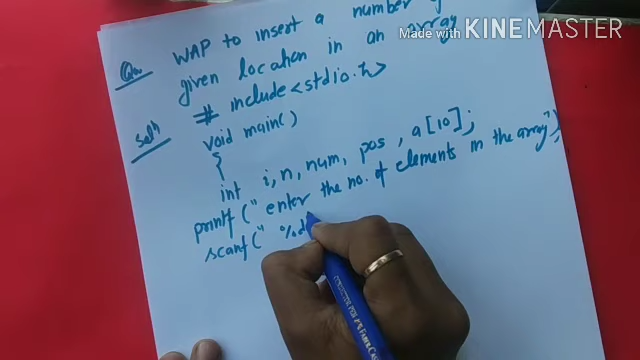 Made with KINEMASTER
Qn. WAP to insert a number
given location in an array
Soln # include<stdio.h>
void main()
{
int i, n, num, pos, a[10];
printf(" enter the no. of elements in the array");
scanf(" %d